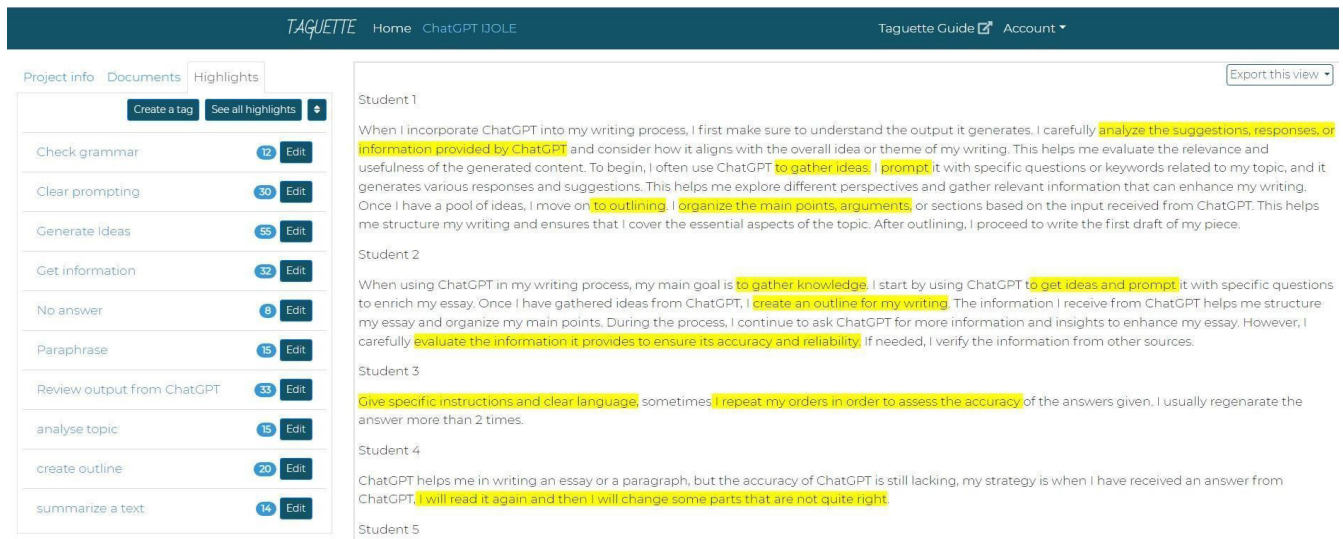 TAGUETTE Home ChatGPT IJOLE Taguette Guide Account
Project info Documents Highlights
Create a tag See all highlights
Check grammar 12 Edit
Clear prompting 30 Edit
Generate Ideas 55 Edit
Get information 32 Edit
No answer 8 Edit
Paraphrase 15 Edit
Review output from ChatGPT 33 Edit
analyse topic 15 Edit
create outline 20 Edit
summarize a text 14 Edit
Export this view
Student 1
When I incorporate ChatGPT into my writing process, I first make sure to understand the output it generates. I carefully analyze the suggestions, responses, or
information provided by ChatGPT and consider how it aligns with the overall idea or theme of my writing. This helps me evaluate the relevance and
usefulness of the generated content. To begin, I often use ChatGPT to gather ideas. I prompt it with specific questions or keywords related to my topic, and it
generates various responses and suggestions. This helps me explore different perspectives and gather relevant information that can enhance my writing.
Once I have a pool of ideas, I move on to outlining. I organize the main points, arguments, or sections based on the input received from ChatGPT. This helps
me structure my writing and ensures that I cover the essential aspects of the topic. After outlining, I proceed to write the first draft of my piece.
Student 2
When using ChatGPT in my writing process, my main goal is to gather knowledge. I start by using ChatGPT to get ideas and prompt it with specific questions
to enrich my essay. Once I have gathered ideas from ChatGPT, I create an outline for my writing. The information I receive from ChatGPT helps me structure
my essay and organize my main points. During the process, I continue to ask ChatGPT for more information and insights to enhance my essay. However, I
carefully evaluate the information it provides to ensure its accuracy and reliability. If needed, I verify the information from other sources.
Student 3
Give specific instructions and clear language, sometimes I repeat my orders in order to assess the accuracy of the answers given, I usually regenarate the
answer more than 2 times.
Student 4
ChatGPT helps me in writing an essay or a paragraph, but the accuracy of ChatGPT is still lacking, my strategy is when I have received an answer from
ChatGPT, I will read it again and then I will change some parts that are not quite right.
Student 5